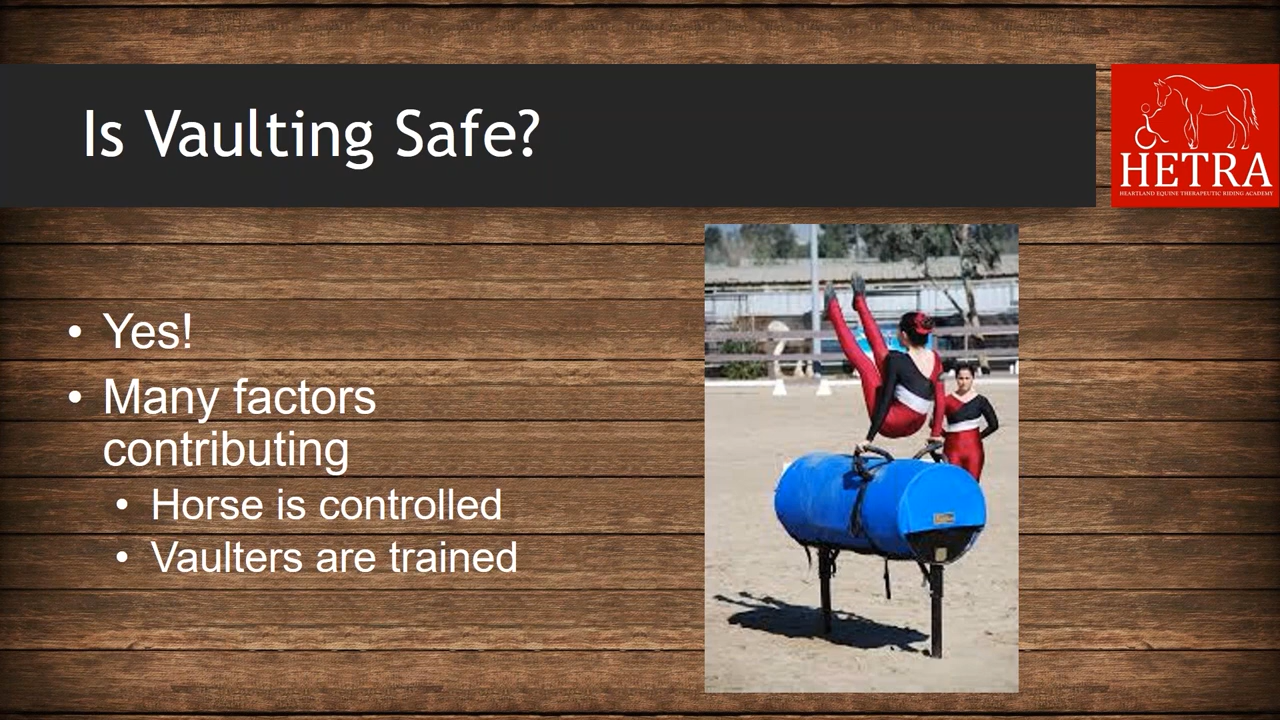 Is Vaulting Safe?
HETRA
HEARTLAND EQUINE THERAPEUTIC RIDING ACADEMY
• Yes!
• Many factors
contributing
• Horse is controlled
• Vaulters are trained